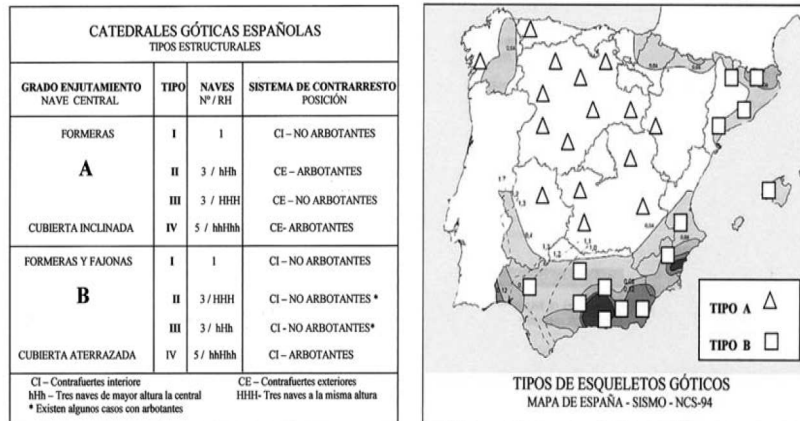 CATEDRALES GÓTICAS ESPAÑOLAS
TIPOS ESTRUCTURALES
GRADO ENJUTAMIENTO TIPO NAVES SISTEMA DE CONTRARRESTO
NAVE CENTRAL Nº / RH POSICIÓN
FORMERAS I 1 CI – NO ARBOTANTES
A II 3 / hHh CE – ARBOTANTES
III 3 / HHH CE – NO ARBOTANTES
CUBIERTA INCLINADA IV 5 / hhHhh CE- ARBOTANTES
FORMERAS Y FAJONAS I 1 CI – NO ARBOTANTES
B II 3 / HHH CI – NO ARBOTANTES *
III 3 / hHh CI - NO ARBOTANTES*
CUBIERTA ATERRAZADA IV 5 / hhHhh CI – ARBOTANTES
CI – Contrafuertes interiore CE – Contrafuertes exteriores
hHh – Tres naves de mayor altura la central HHH- Tres naves a la misma altura
* Existen algunos casos con arbotantes
0,04
TIPO A
TIPO B
TIPOS DE ESQUELETOS GÓTICOS
MAPA DE ESPAÑA - SISMO - NCS-94